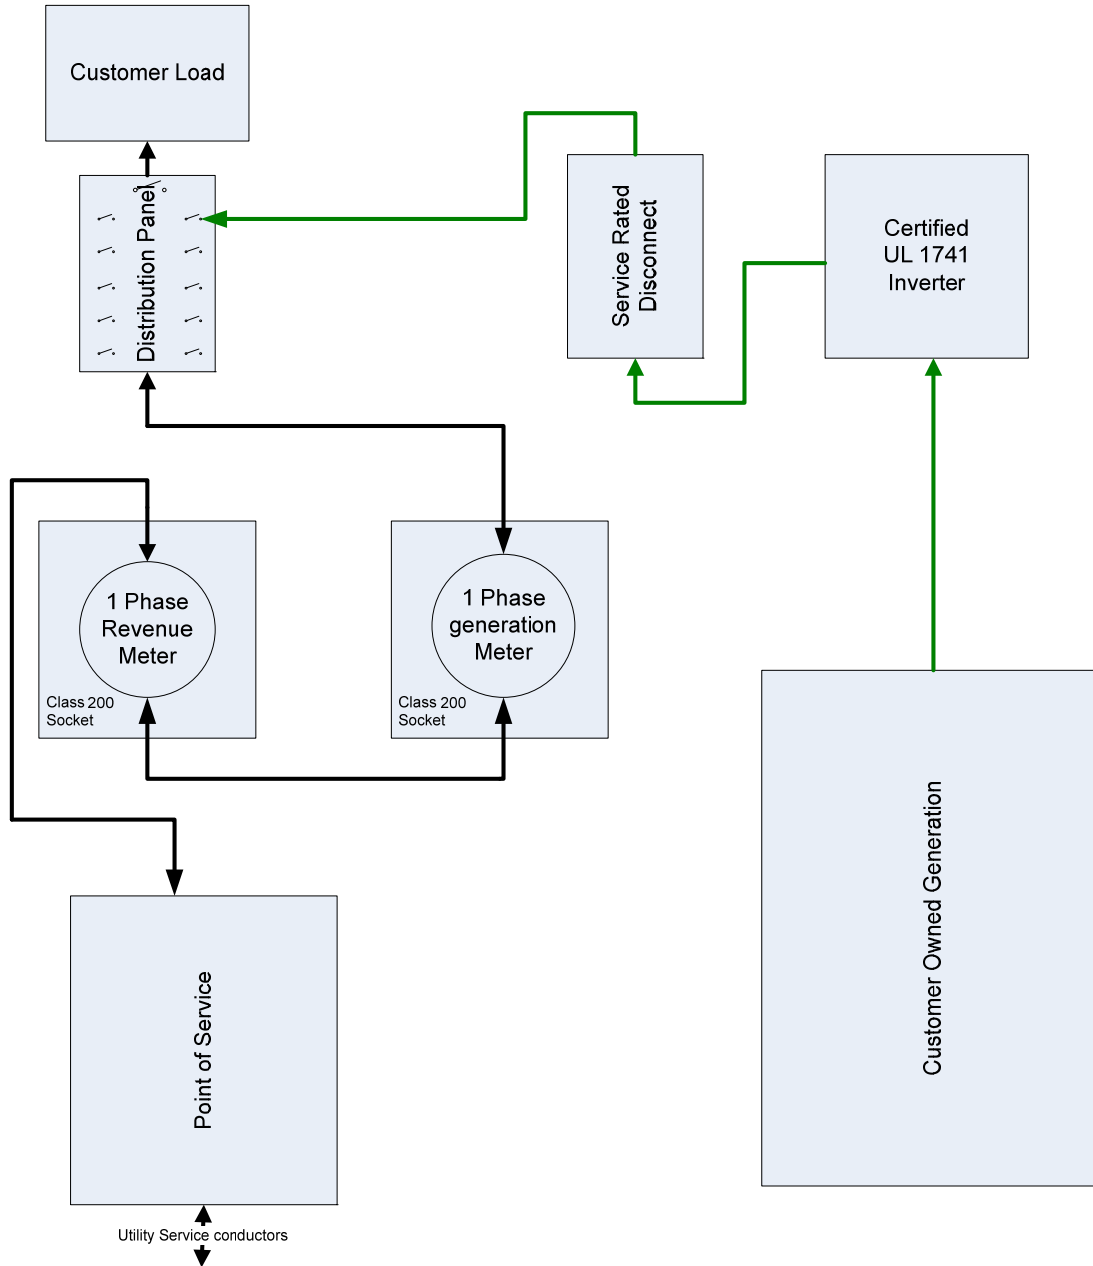 Customer Load
Distribution Panel
Service Rated
Disconnect
Certified
UL 1741
Inverter
1 Phase
Revenue
Meter
Class 200
Socket
1 Phase
generation
Meter
Class 200
Socket
Customer Owned Generation
Point of Service
Utility Service conductors